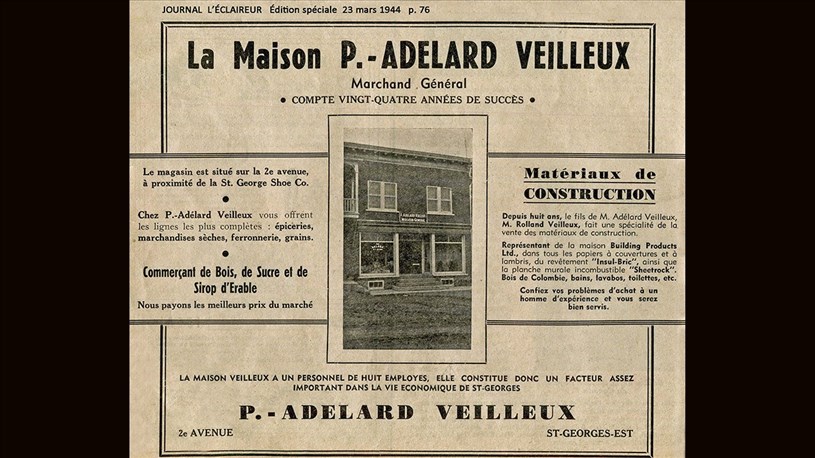 JOURNAL L'ÉCLAIREUR Édition spéciale 23 mars 1944 p. 76
La Maison P.-ADELARD VEILLEUX
Marchand Général
• COMPTE VINGT-QUATRE ANNÉES DE SUCCÈS •
Le magasin est situé sur la 2e avenue,
à proximité de la St. George Shoe Co.
•
Chez P.-Adélard Veilleux vous offrent
les lignes les plus complètes : épiceries,
marchandises sèches, ferronnerie, grains.
•
Commerçant de Bois, de Sucre et de
Sirop d'Erable
Nous payons les meilleurs prix du marché
P. ADELARD VEILLEUX
MARCHAND GENERAL
Matériaux de
CONSTRUCTION
Depuis huit ans, le fils de M. Adélard Veilleux,
M. Rolland Veilleux, fait une spécialité de la
vente des matériaux de construction.
Représentant de la maison Building Products
Ltd., dans tous les papiers à couvertures et à
lambris, du revêtement "Insul-Bric", ainsi que
la planche murale incombustible "Sheetrock".
Bois de Colombie, bains, lavabos, toilettes, etc.
Confiez vos problèmes d'achat à un
homme d'expérience et vous serez
bien servis.
LA MAISON VEILLEUX A UN PERSONNEL DE HUIT EMPLOYES, ELLE CONSTITUE DONC UN FACTEUR ASSEZ
IMPORTANT DANS LA VIE ECONOMIQUE DE ST-GEORGES
P.-ADELARD VEILLEUX
2e AVENUE
ST-GEORGES-EST